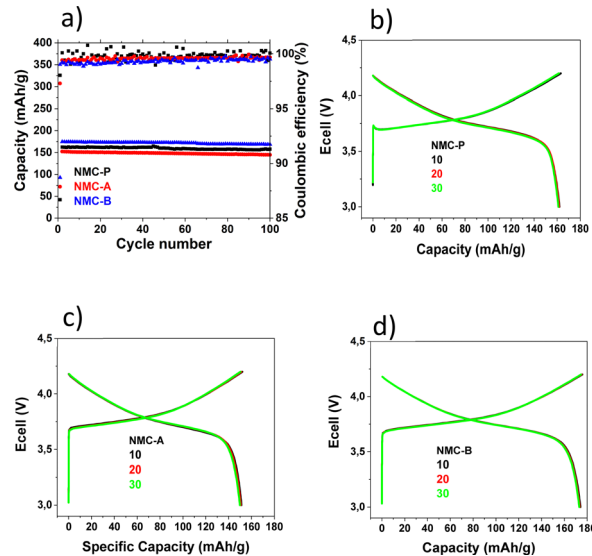 a)
Capacity (mAh/g)
400
350
300
250
200
150
100
50
0
NMC-P
NMC-A
NMC-B
0 20 40 60 80 100
Cycle number
100
95
90
85
Coulombic efficiency (%)
b)
Ecell (V)
4,5
4,0
3,5
3,0
NMC-P
10
20
30
0 20 40 60 80 100 120 140 160 180
Capacity (mAh/g)
c)
Ecell (V)
4,5
4,0
3,5
3,0
NMC-A
10
20
30
0 20 40 60 80 100 120 140 160 180
Specific Capacity (mAh/g)
d)
Ecell (V)
4,5
4,0
3,5
3,0
NMC-B
10
20
30
0 20 40 60 80 100 120 140 160 180
Capacity (mAh/g)